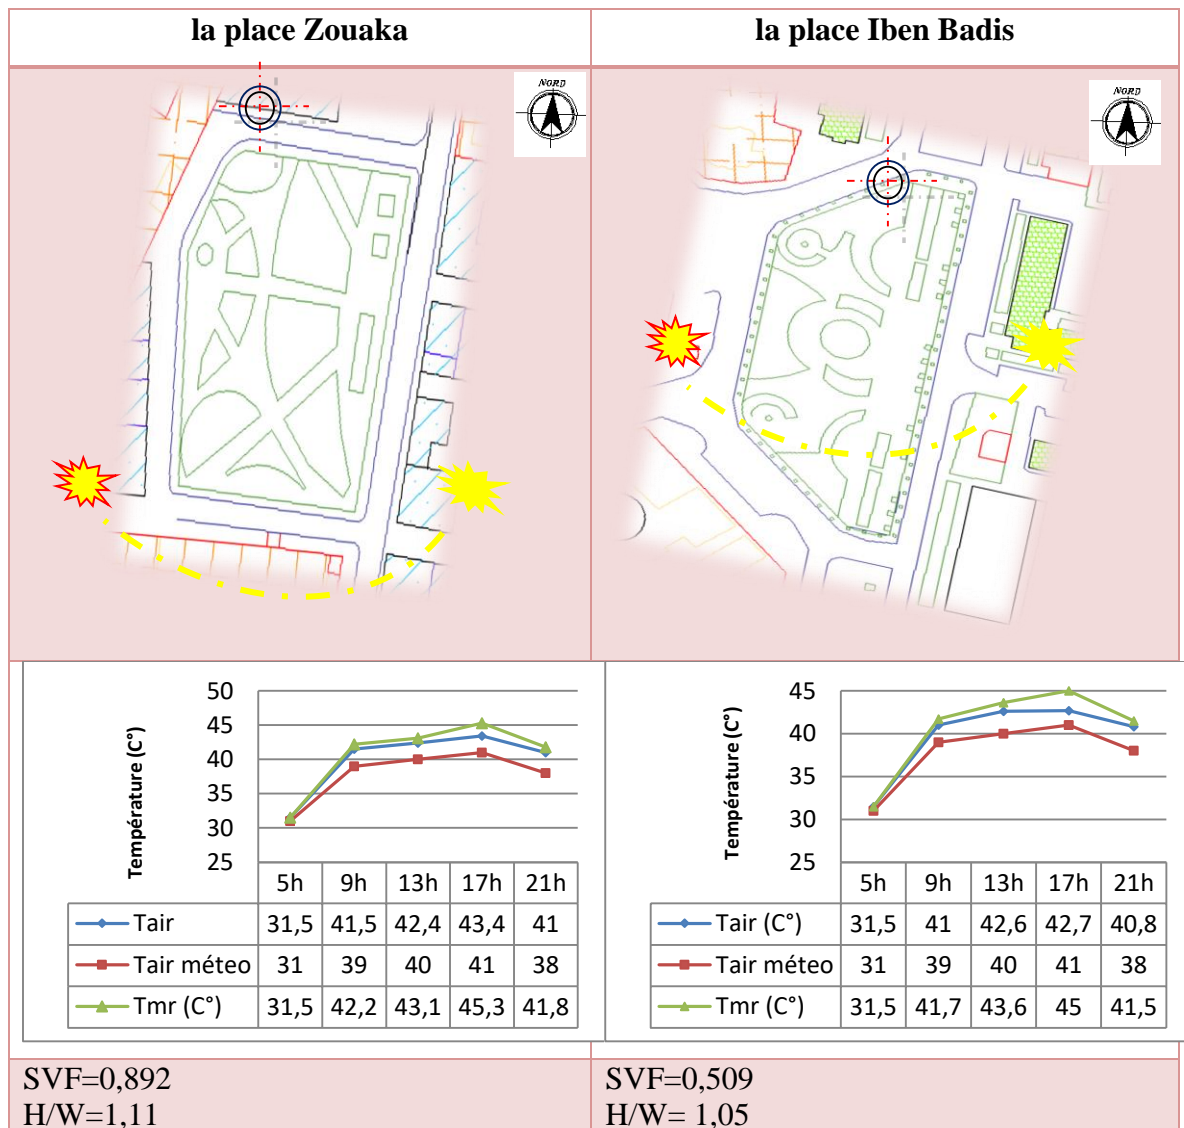 la place Zouaka
la place Iben Badis
NORD
NORD
Température (C°)
50
45
40
35
30
25
5h 9h 13h 17h 21h
Tair 31,5 41,5 42,4 43,4 41
Tair méteo 31 39 40 41 38
Tmr (C°) 31,5 42,2 43,1 45,3 41,8
Température (C°)
45
40
35
30
25
5h 9h 13h 17h 21h
Tair (C°) 31,5 41 42,6 42,7 40,8
Tair méteo 31 39 40 41 38
Tmr (C°) 31,5 41,7 43,6 45 41,5
SVF=0,892
H/W=1,11
SVF=0,509
H/W= 1,05